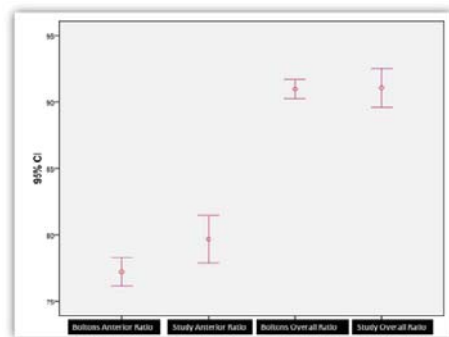 95
90
85
80
75
95% CI
Boltons Anterior Ratio
Study Anterior Ratio
Boltons Overall Ratio
Study Overall Ratio